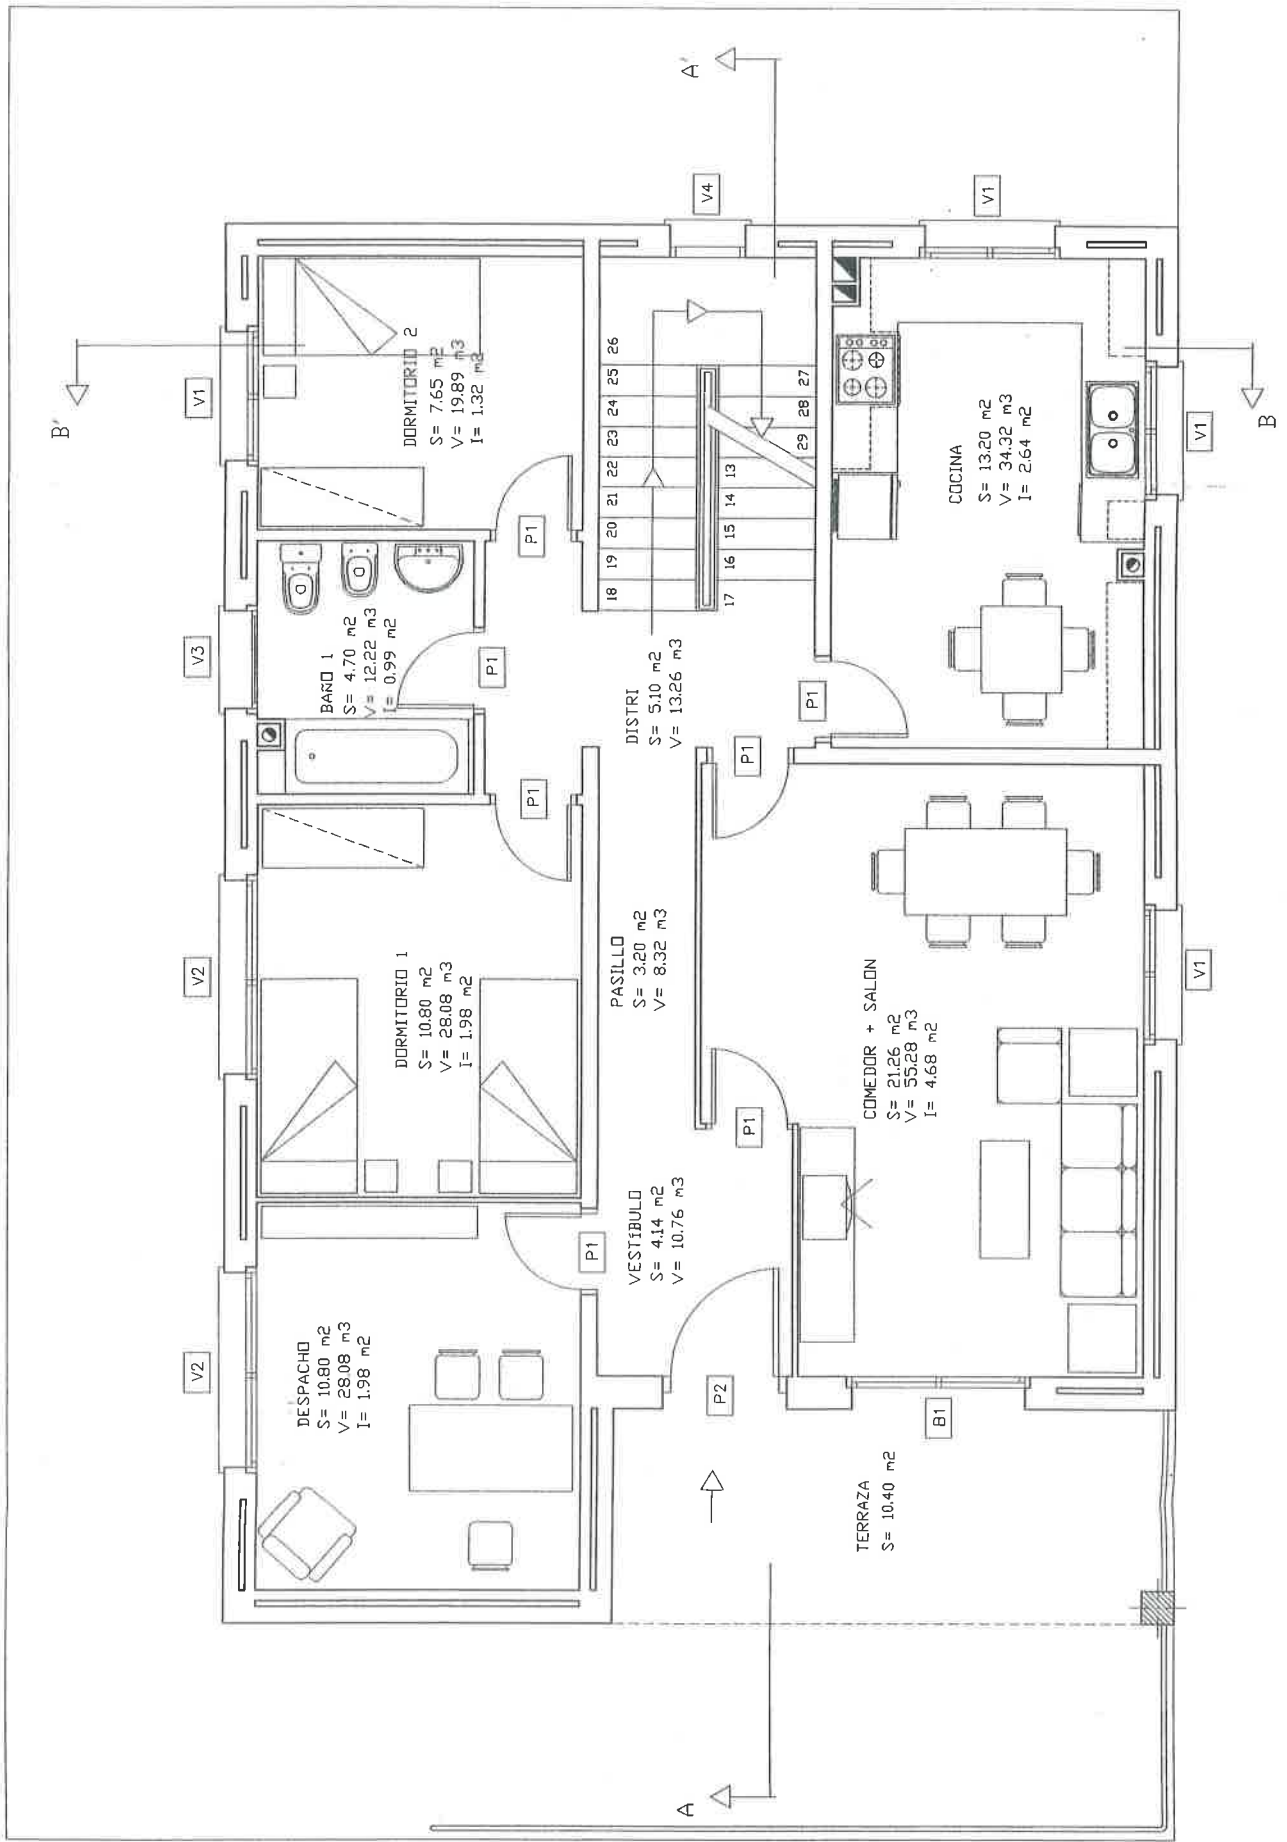 B'
A'
V1
V3
V2
V2
V4
V1
DORMITORIO 2
S= 7.65 m2
V= 19.89 m3
I= 1.32 m2
BAÑO 1
S= 4.70 m2
V= 12.22 m3
I= 0.99 m2
DORMITORIO 1
S= 10.80 m2
V= 28.08 m3
I= 1.98 m2
DESPACHO
S= 10.80 m2
V= 28.08 m3
I= 1.98 m2
P1
P1
P1
P1
18 19 20 21 22 23 24 25 26
17 16 15 14 13 29 28 27
DISTRI
S= 5.10 m2
V= 13.26 m3
PASILLO
S= 3.20 m2
V= 8.32 m3
VESTÍBULO
S= 4.14 m2
V= 10.76 m3
P1
P1
P1
P2
COCINA
S= 13.20 m2
V= 34.32 m3
I= 2.64 m2
COMEDOR + SALON
S= 21.26 m2
V= 55.28 m3
I= 4.68 m2
B1
TERRAZA
S= 10.40 m2
V1
V1
A
B